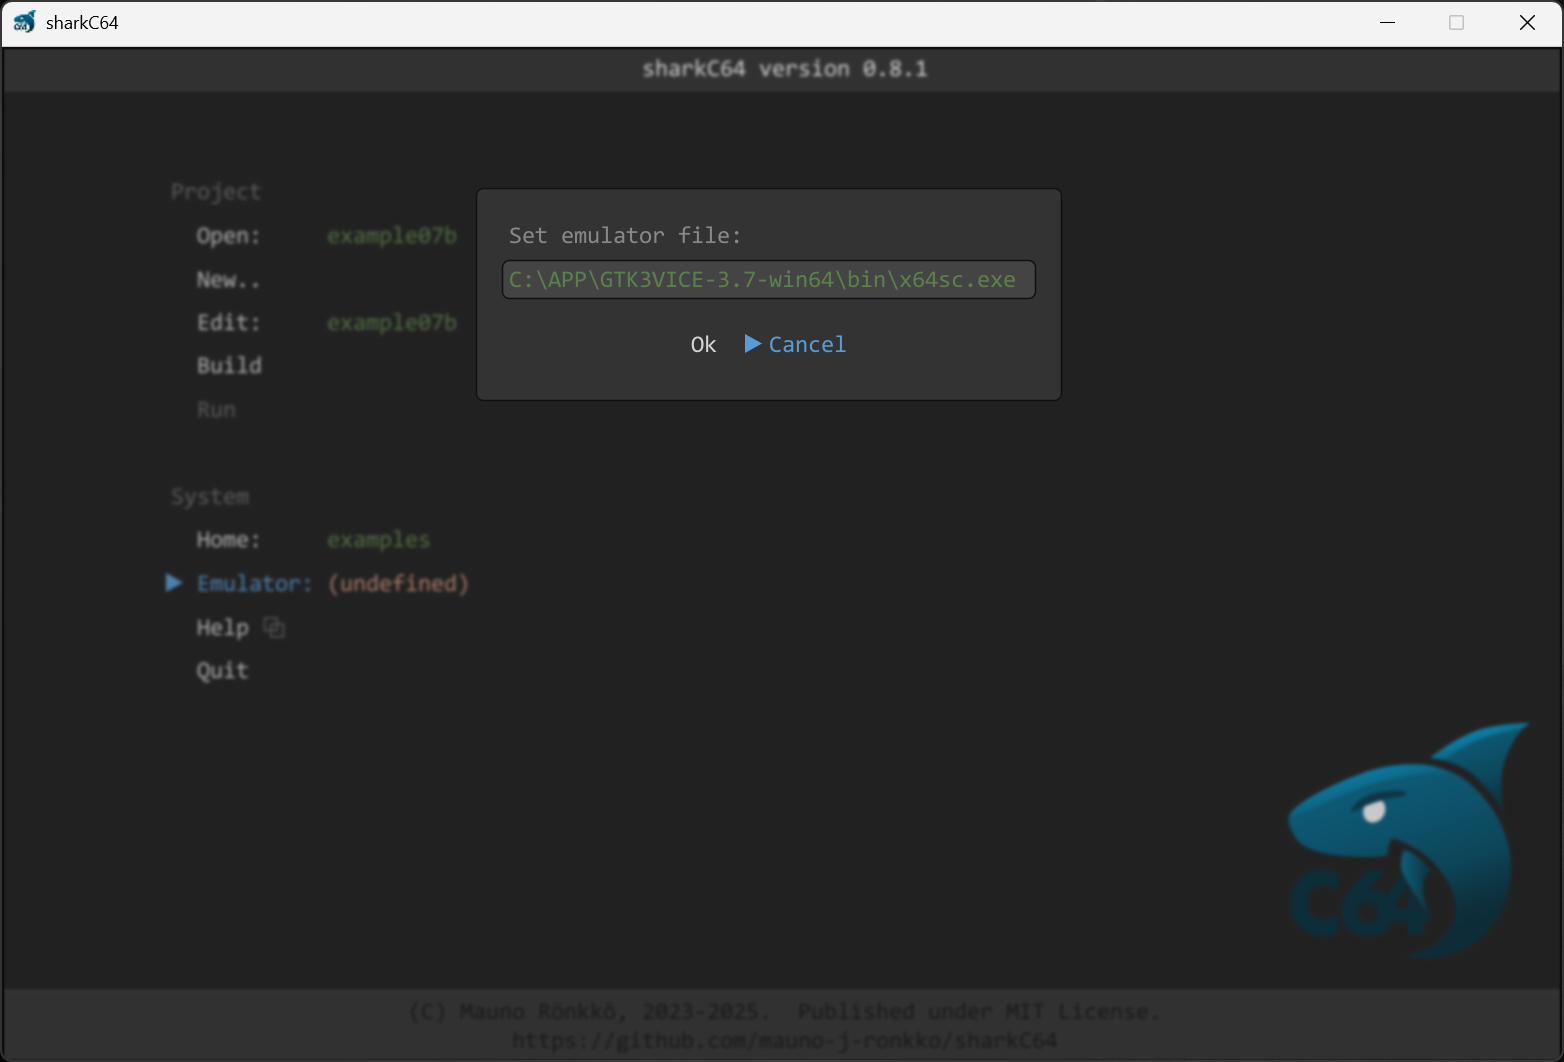 sharkC64
sharkC64 version 0.8.1
Project
Open: example07b
New..
Edit: example07b
Build
Run
Set emulator file:
C:\APP\GTK3VICE-3.7-win64\bin\x64sc.exe
Ok Cancel
System
Home: examples
Emulator: (undefined)
Help
Quit
C64
(C) Mauno Rönkkö, 2023-2025. Published under MIT License.
https://github.com/mauno-j-ronkko/sharkC64